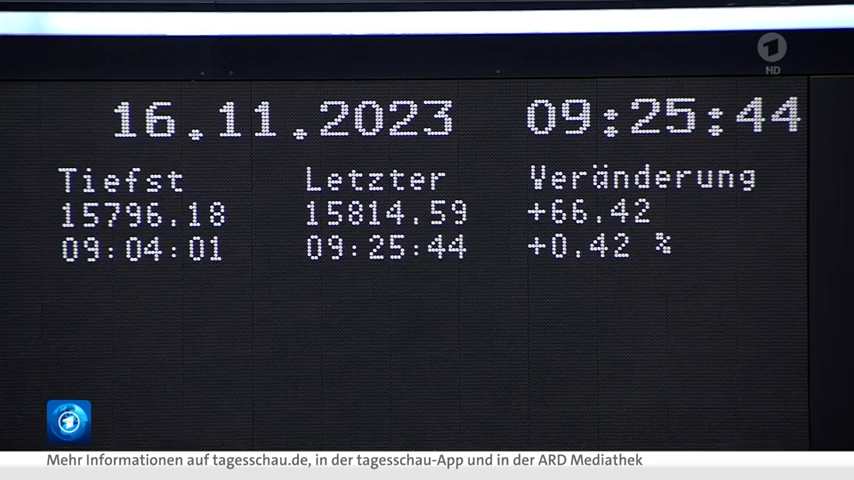 1
HD
16.11.2023 09:25:44
Tiefst Letzter Veränderung
15796.18 15814.59 +66.42
09:04:01 09:25:44 +0.42 %
1
Mehr Informationen auf tagesschau.de, in der tagesschau-App und in der ARD Mediathek